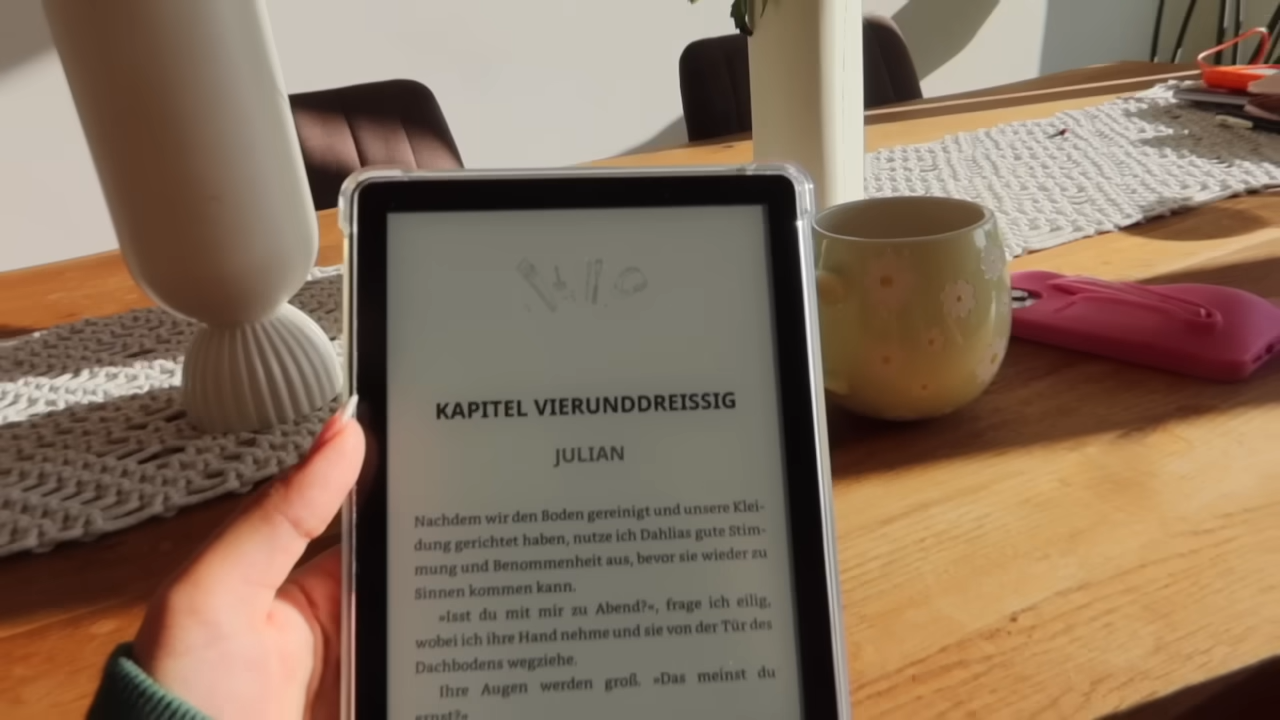 KAPITEL VIERUNDDREISSIG
JULIAN
Nachdem wir den Boden gereinigt und unsere Klei-
dung gerichtet haben, nutze ich Dahlias gute Stim-
mung und Benommenheit aus, bevor sie wieder zu
Sinnen kommen kann.
»Isst du mit mir zu Abend?«, frage ich eilig,
wobei ich ihre Hand nehme und sie von der Tür des
Dachbodens wegziehe.
Ihre Augen werden groß. »Das meinst du
ernst?«